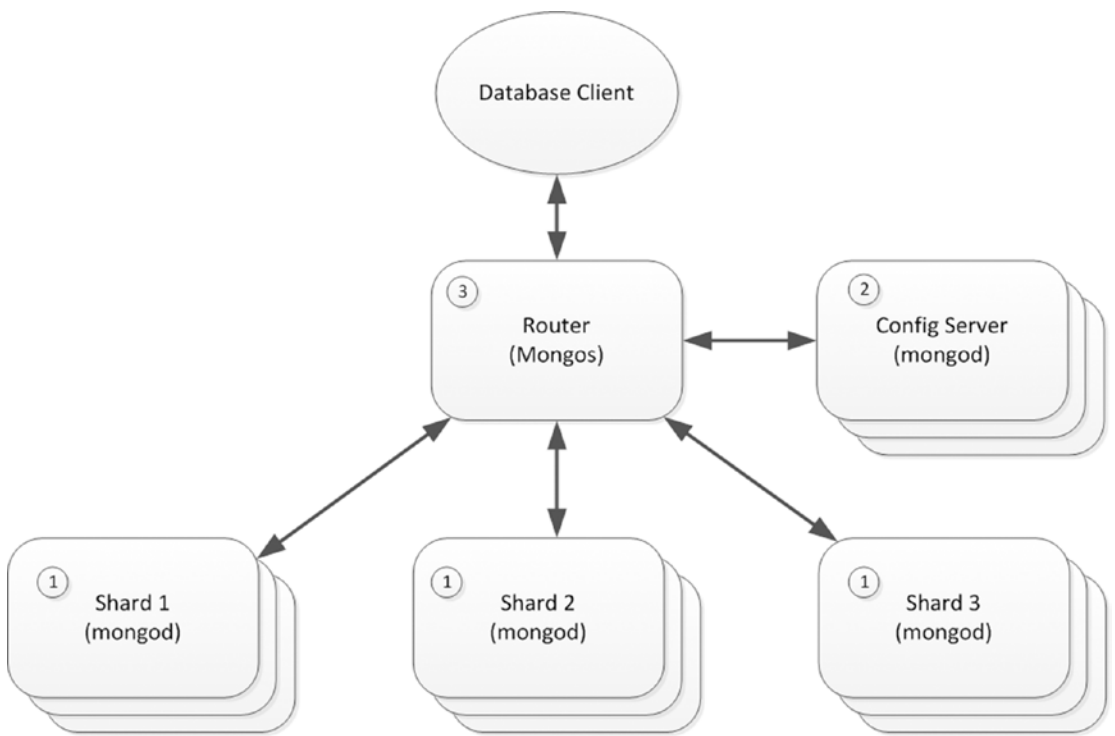 Database Client
3
Router
(Mongos)
2
Config Server
(mongod)
1
Shard 1
(mongod)
1
Shard 2
(mongod)
1
Shard 3
(mongod)